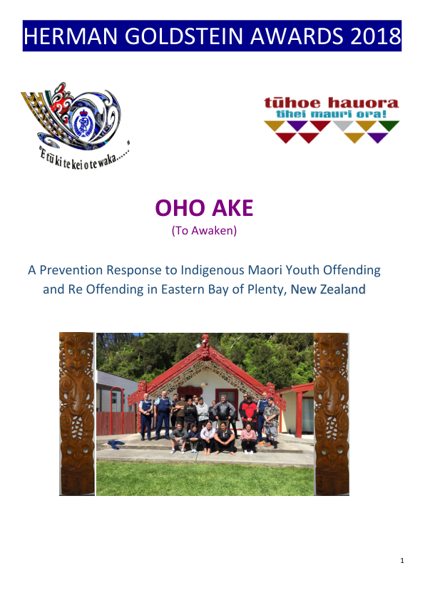 HERMAN GOLDSTEIN AWARDS 2018
"E tū ki te kei o te waka......"
tūhoe hauora
tihei mauri ora!
OHO AKE
(To Awaken)
A Prevention Response to Indigenous Maori Youth Offending
and Re Offending in Eastern Bay of Plenty, New Zealand
1